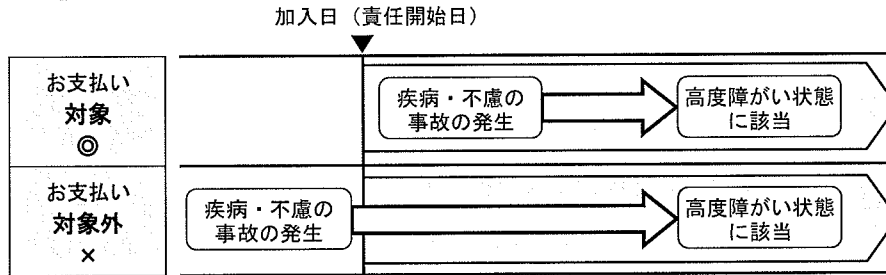 加入日（責任開始日）
▼
お支払い
対象
◎
疾病・不慮の
事故の発生
高度障がい状態
に該当
お支払い
対象外
×
疾病・不慮の
事故の発生
高度障がい状態
に該当